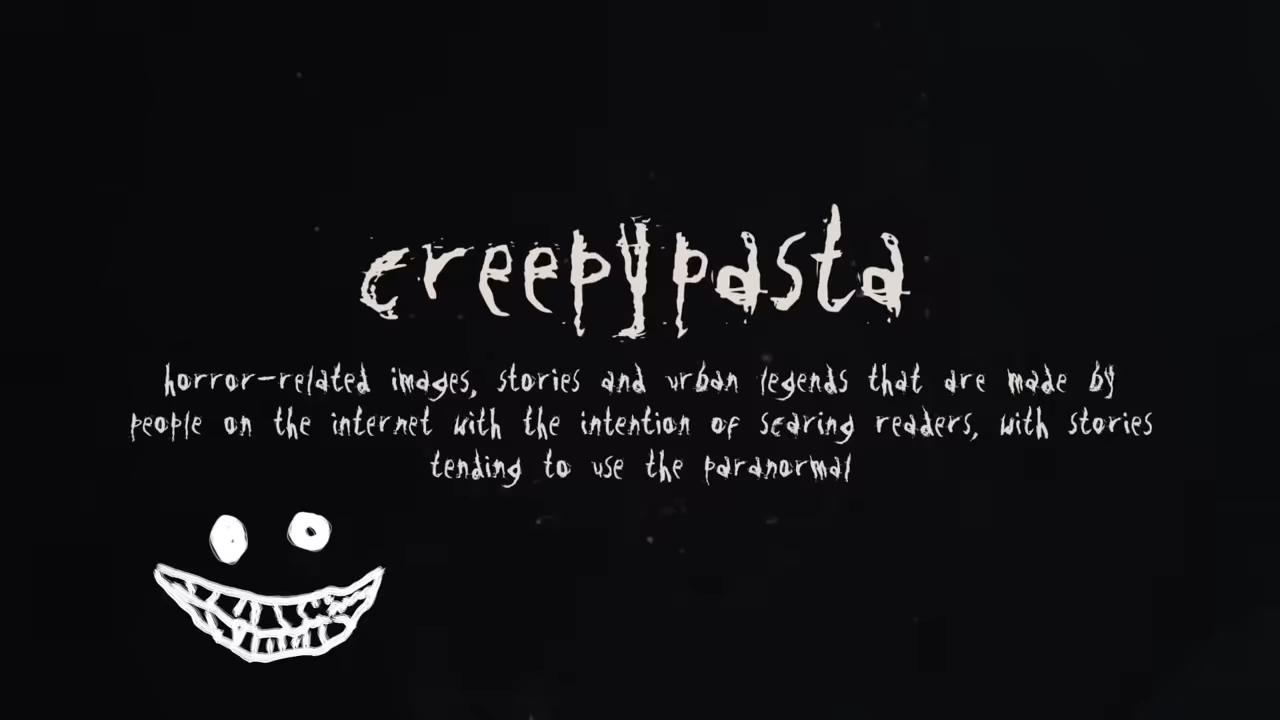 creepypasta
horror-related images, stories and urban legends that are made by
people on the internet with the intention of scaring readers, with stories
tending to use the paranormal